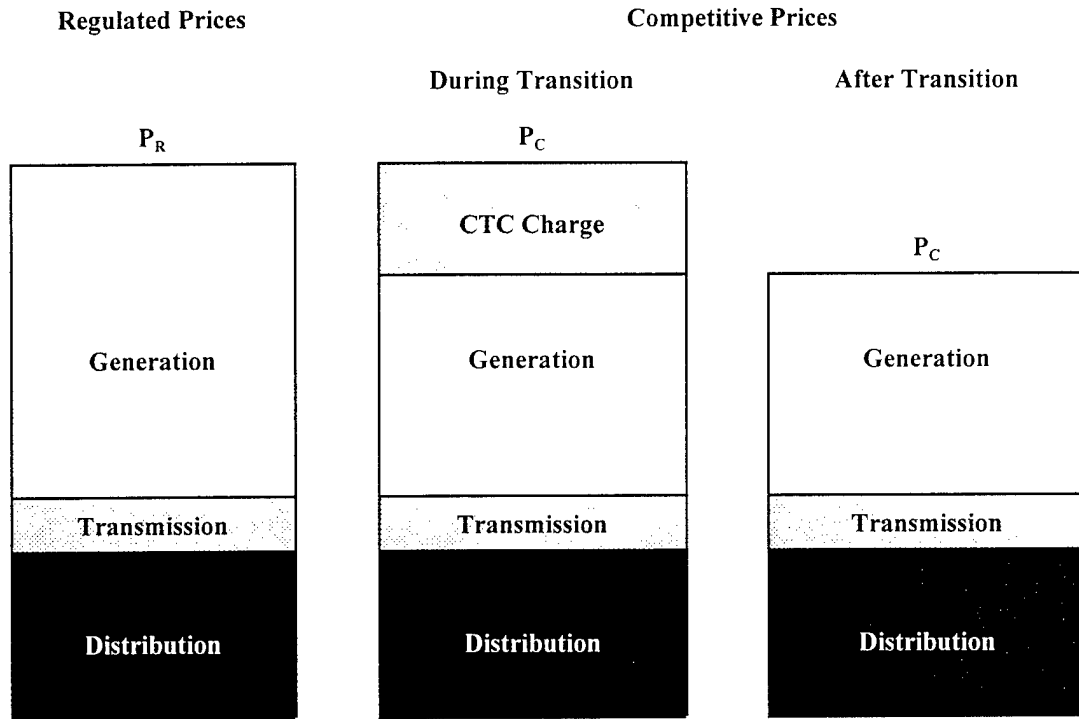 Regulated Prices
Competitive Prices
During Transition
After Transition
P_R
P_C
CTC Charge
P_C
Generation
Generation
Generation
Transmission
Transmission
Transmission
Distribution
Distribution
Distribution